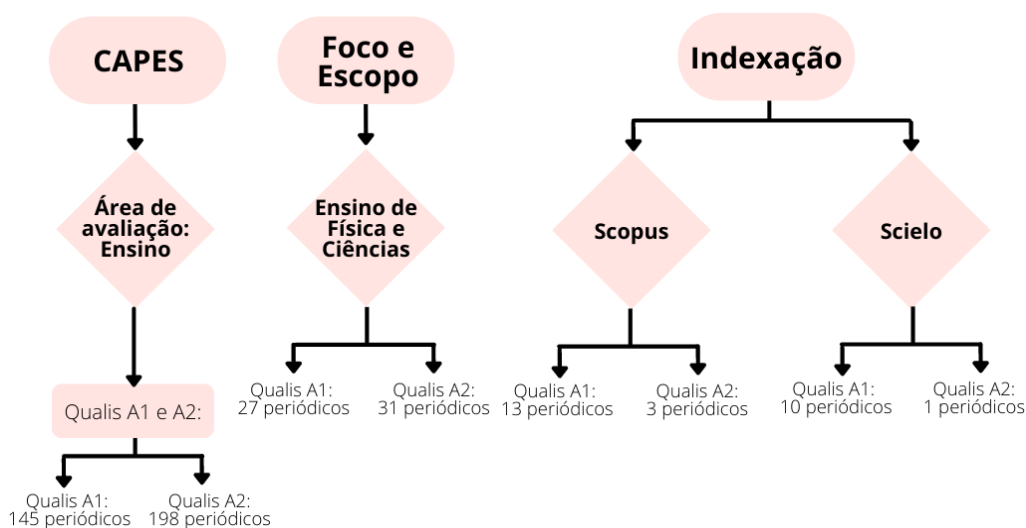 CAPES
Área de
avaliação:
Ensino
Qualis A1 e A2:
Qualis A1:
145 periódicos
Qualis A2:
198 periódicos
Foco e
Escopo
Ensino de
Física e
Ciências
Qualis A1:
27 periódicos
Qualis A2:
31 periódicos
Indexação
Scopus
Qualis A1:
13 periódicos
Qualis A2:
3 periódicos
Scielo
Qualis A1:
10 periódicos
Qualis A2:
1 periódicos